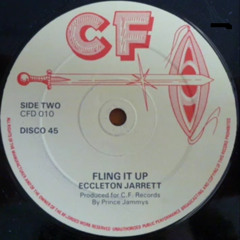 CF
SIDE TWO
CFD 010
DISCO 45
FLING IT UP
ECCLETON JARRETT
Produced for C.F. Records
By Prince Jammys